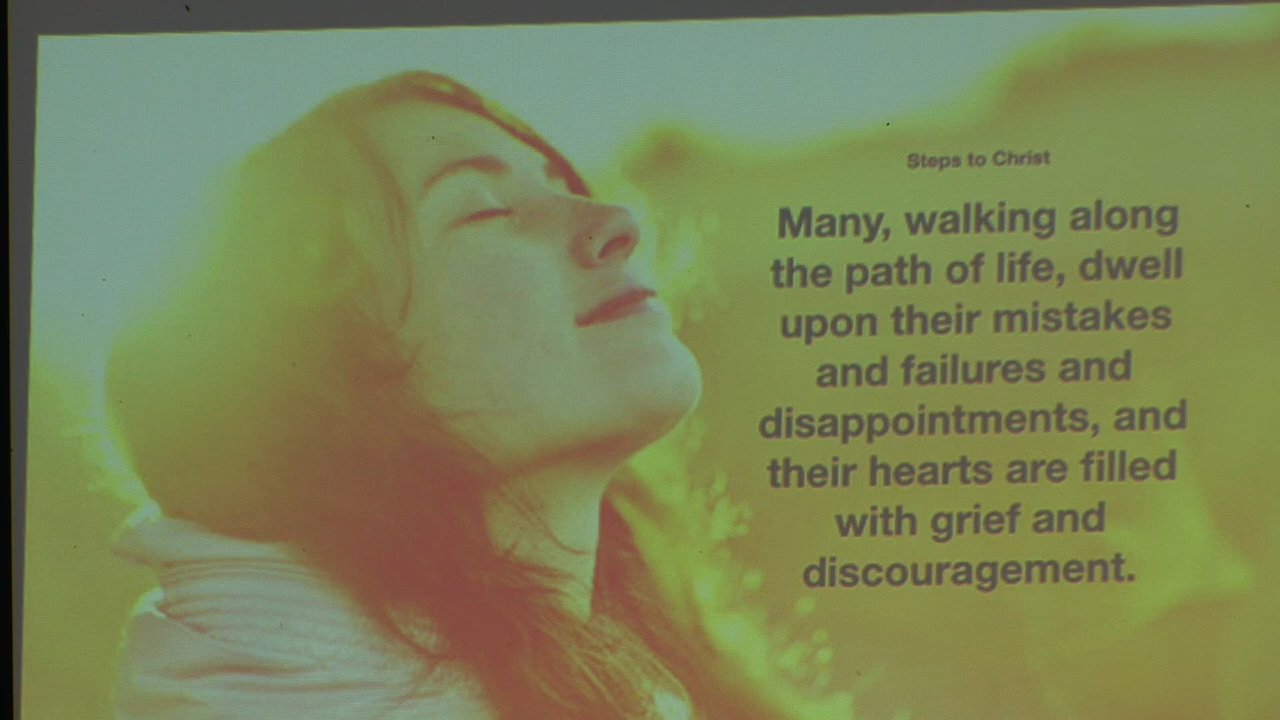 Steps to Christ
Many, walking along
the path of life, dwell
upon their mistakes
and failures and
disappointments, and
their hearts are filled
with grief and
discouragement.